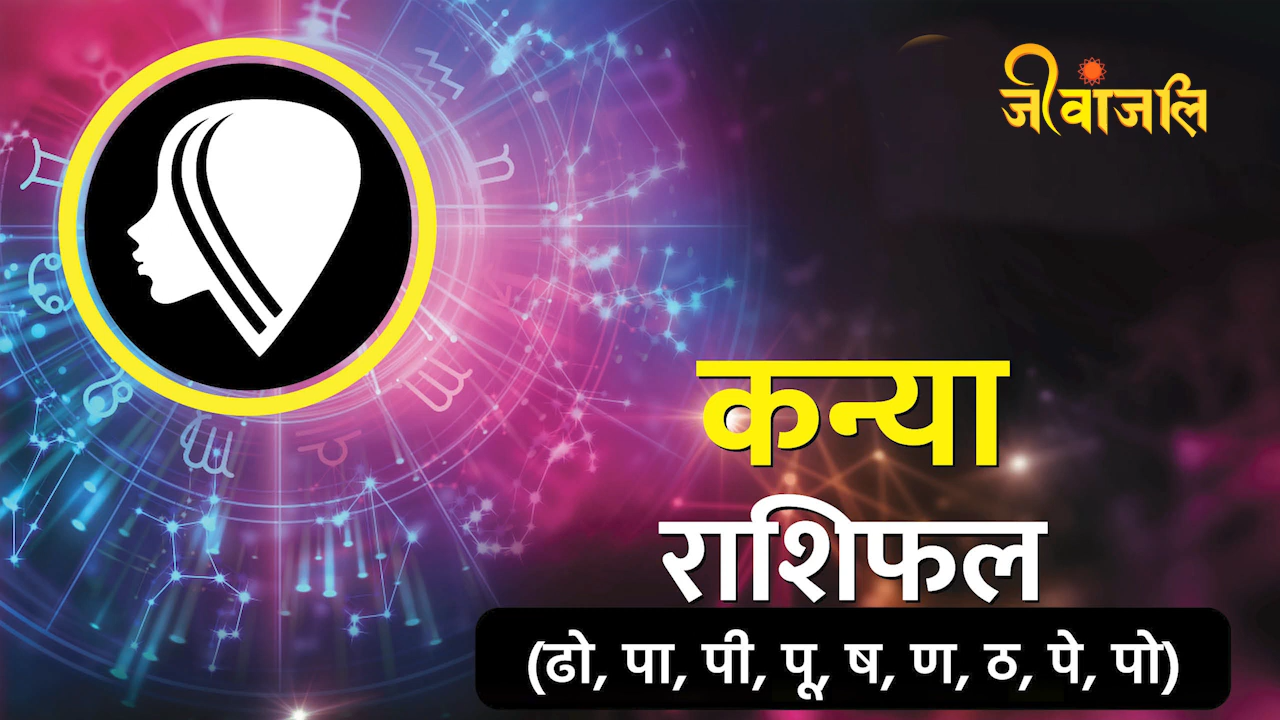 जीवांजलि
कन्या
राशिफल
(ढो, पा, पी, पू, ष, ण, ठ, पे, पो)